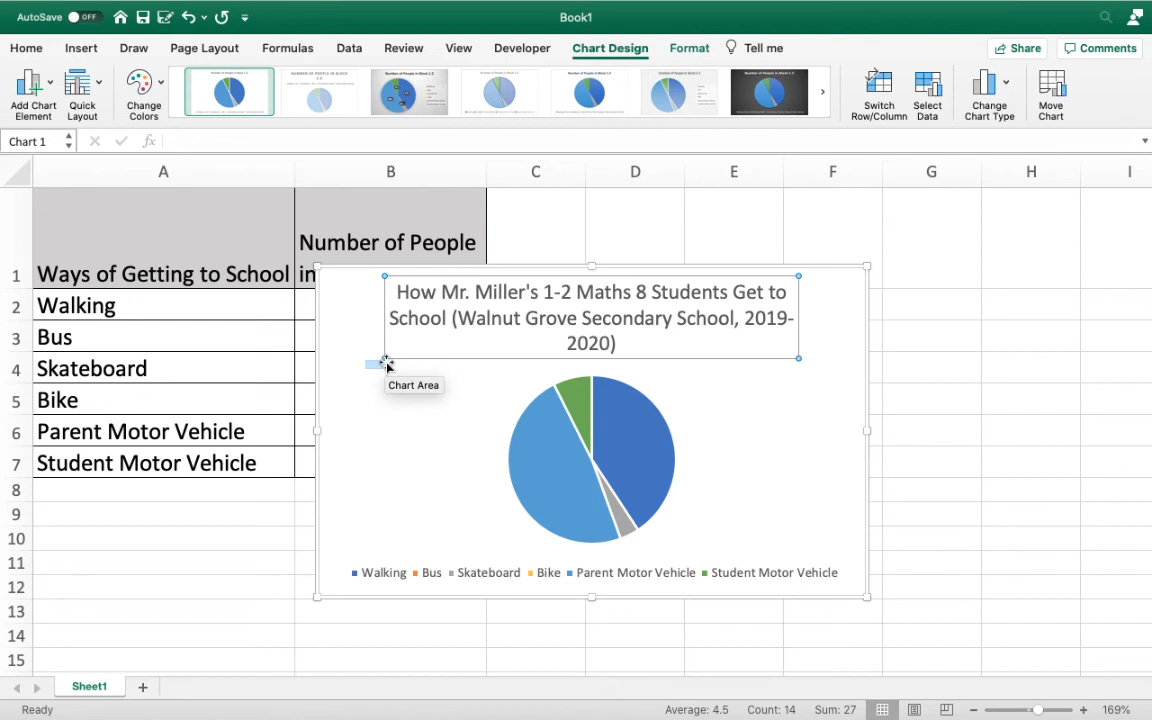 AutoSave OFF
Book1
Home Insert Draw Page Layout Formulas Data Review View Developer Chart Design Format Tell me
Share Comments
Add Chart Element
Quick Layout
Change Colors
Switch Row/Column
Select Data
Change Chart Type
Move Chart
Chart 1
fx
A B C D E F G H I
Number of People
1 Ways of Getting to School in
2 Walking
3 Bus
4 Skateboard
5 Bike
6 Parent Motor Vehicle
7 Student Motor Vehicle
8
9
10
11
12
13
14
15
How Mr. Miller's 1-2 Maths 8 Students Get to
School (Walnut Grove Secondary School, 2019-
2020)
Chart Area
Walking Bus Skateboard Bike Parent Motor Vehicle Student Motor Vehicle
Sheet1
Ready
Average: 4.5 Count: 14 Sum: 27
169%